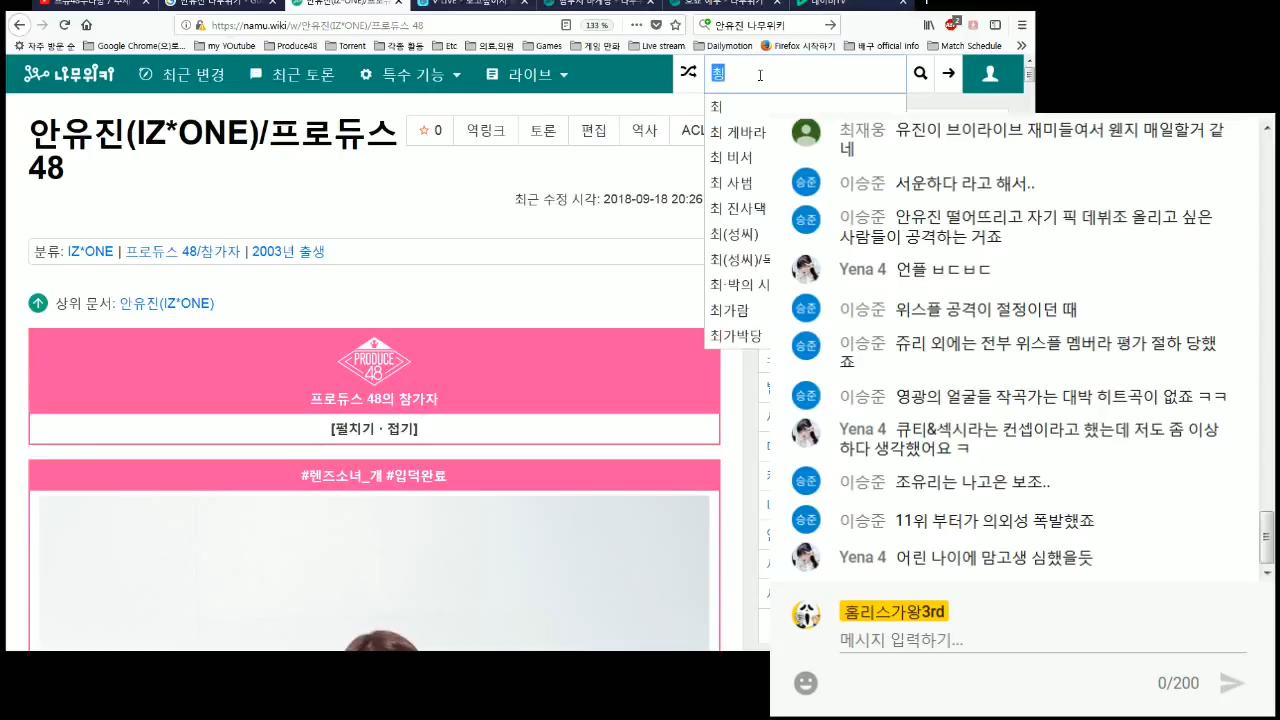 안유진(IZ*ONE)/프로듀스
https://namu.wiki/w/안유진(IZ*ONE)/프로듀스 48
133 %
안유진 나무위키
자주 방문 순
Google Chrome(으)로...
my YouTube
Produce48
Torrent
각종 활동
Etc
의료,의원
Games
게임 만화
Live stream
Dailymotion
Firefox 시작하기
배구 official info
Match Schedule
나무위키
최근 변경
최근 토론
특수 기능
라이브
최
최 게바라
최 비서
최 사범
최 진사댁
최(성씨)
최가람
최가박당
안유진(IZ*ONE)/프로듀스
48
0
역링크
토론
편집
역사
ACL
최근 수정 시각: 2018-09-18 20:26
분류: IZ*ONE | 프로듀스 48/참가자 | 2003년 출생
상위 문서: 안유진(IZ*ONE)
PRODUCE
48
프로듀스 48의 참가자
[펼치기 · 접기]
#렌즈소녀_개 #입덕완료
최재웅 유진이 브이라이브 재미들여서 웬지 매일할거 같
네
승준 이승준 서운하다 라고 해서..
승준 이승준 안유진 떨어뜨리고 자기 픽 데뷔조 올리고 싶은
사람들이 공격하는 거죠
Yena 4 언플 ㅂㄷㅂㄷ
승준 이승준 위스플 공격이 절정이던 때
승준 이승준 쥬리 외에는 전부 위스플 멤버라 평가 절하 당했
죠
승준 이승준 영광의 얼굴들 작곡가는 대박 히트곡이 없죠 ㅋㅋ
Yena 4 큐티&섹시라는 컨셉이라고 했는데 저도 좀 이상
하다 생각했어요 ㅋ
승준 이승준 조유리는 나고은 보조..
승준 이승준 11위 부터가 의외성 폭발했죠
Yena 4 어린 나이에 맘고생 심했을듯
홈리스가왕3rd
메시지 입력하기...
0/200